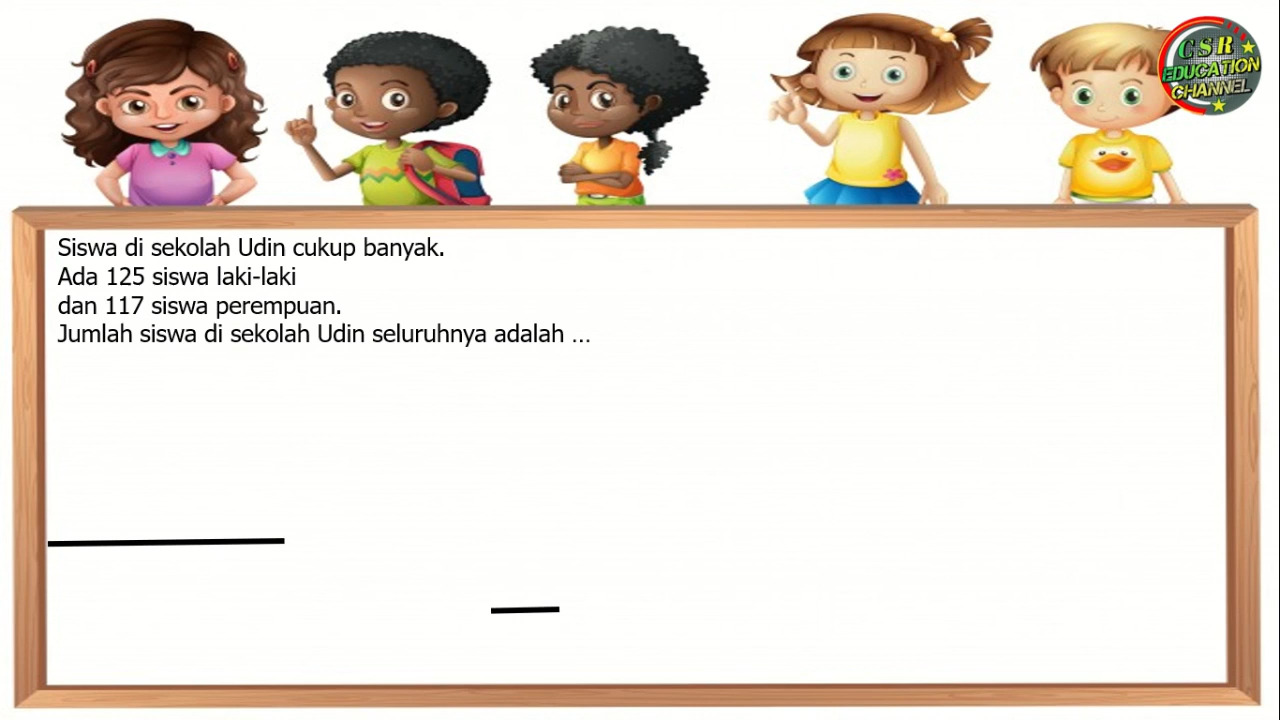 CSR
EDUCATION
CHANNEL
Siswa di sekolah Udin cukup banyak.
Ada 125 siswa laki-laki
dan 117 siswa perempuan.
Jumlah siswa di sekolah Udin seluruhnya adalah ...